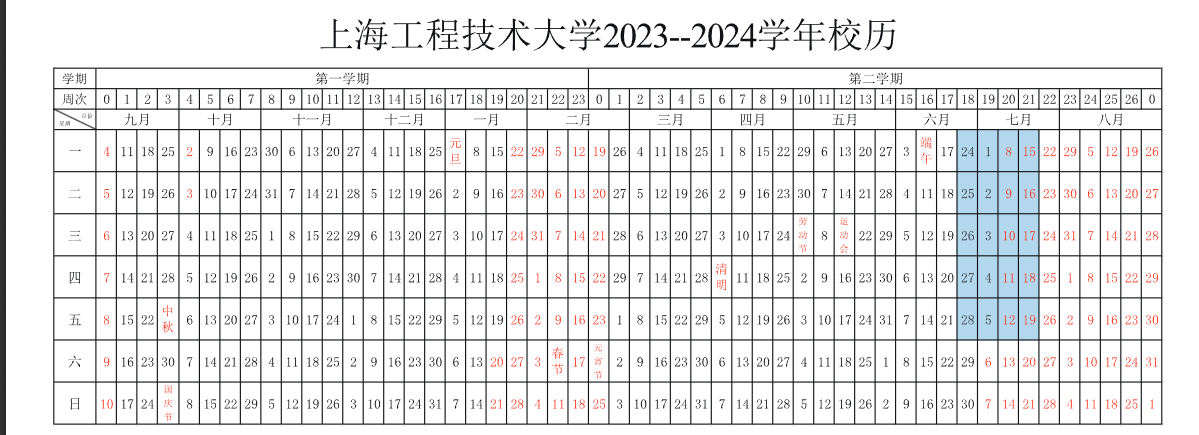 上海工程技术大学2023--2024学年校历
学期 第一学期 第二学期
周次 0 1 2 3 4 5 6 7 8 9 10 11 12 13 14 15 16 17 18 19 20 21 22 23 0 1 2 3 4 5 6 7 8 9 10 11 12 13 14 15 16 17 18 19 20 21 22 23 24 25 26 0
星期 月份 九月 十月 十一月 十二月 一月 二月 三月 四月 五月 六月 七月 八月
一 4 11 18 25 2 9 16 23 30 6 13 20 27 4 11 18 25 元旦 8 15 22 29 5 12 19 26 4 11 18 25 1 8 15 22 29 6 13 20 27 3 端午 17 24 1 8 15 22 29 5 12 19 26
二 5 12 19 26 3 10 17 24 31 7 14 21 28 5 12 19 26 2 9 16 23 30 6 13 20 27 5 12 19 26 2 9 16 23 30 7 14 21 28 4 11 18 25 2 9 16 23 30 6 13 20 27
三 6 13 20 27 4 11 18 25 1 8 15 22 29 6 13 20 27 3 10 17 24 31 7 14 21 28 6 13 20 27 3 10 17 24 劳动节 8 运动会 22 29 5 12 19 26 3 10 17 24 31 7 14 21 28
四 7 14 21 28 5 12 19 26 2 9 16 23 30 7 14 21 28 4 11 18 25 1 8 15 22 29 7 14 21 28 清明 11 18 25 2 9 16 23 30 6 13 20 27 4 11 18 25 1 8 15 22 29
五 8 15 22 中秋 6 13 20 27 3 10 17 24 1 8 15 22 29 5 12 19 26 2 9 16 23 1 8 15 22 29 5 12 19 26 3 10 17 24 31 7 14 21 28 5 12 19 26 2 9 16 23 30
六 9 16 23 30 7 14 21 28 4 11 18 25 2 9 16 23 30 6 13 20 27 3 春节 17 元宵节 2 9 16 23 30 6 13 20 27 4 11 18 25 1 8 15 22 29 6 13 20 27 3 10 17 24 31
日 10 17 24 国庆节 8 15 22 29 5 12 19 26 3 10 17 24 31 7 14 21 28 4 11 18 25 3 10 17 24 31 7 14 21 28 5 12 19 26 2 9 16 23 30 7 14 21 28 4 11 18 25 1